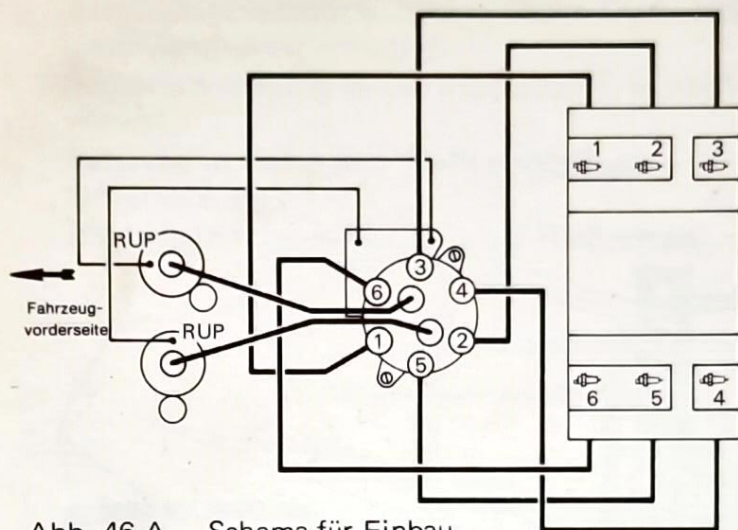 1 2 3
RUP
3
6
4
Fahrzeug-
vorderseite
RUP
1
2
5
6 5 4
Abb. 46 A Schema für Einbau